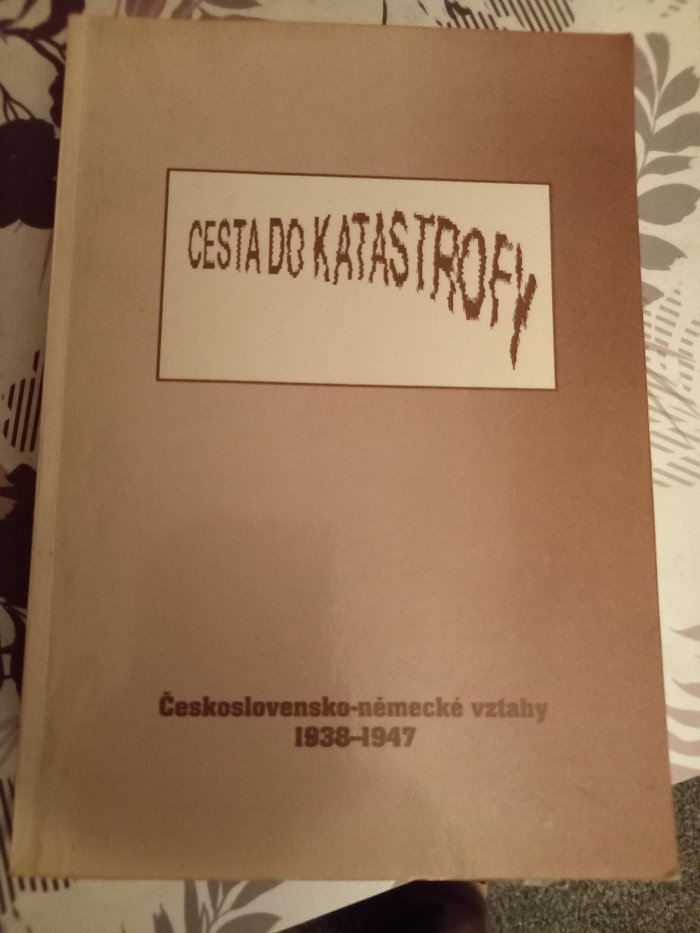 CESTA DO KATASTROFY
Československo-německé vztahy
1938–1947